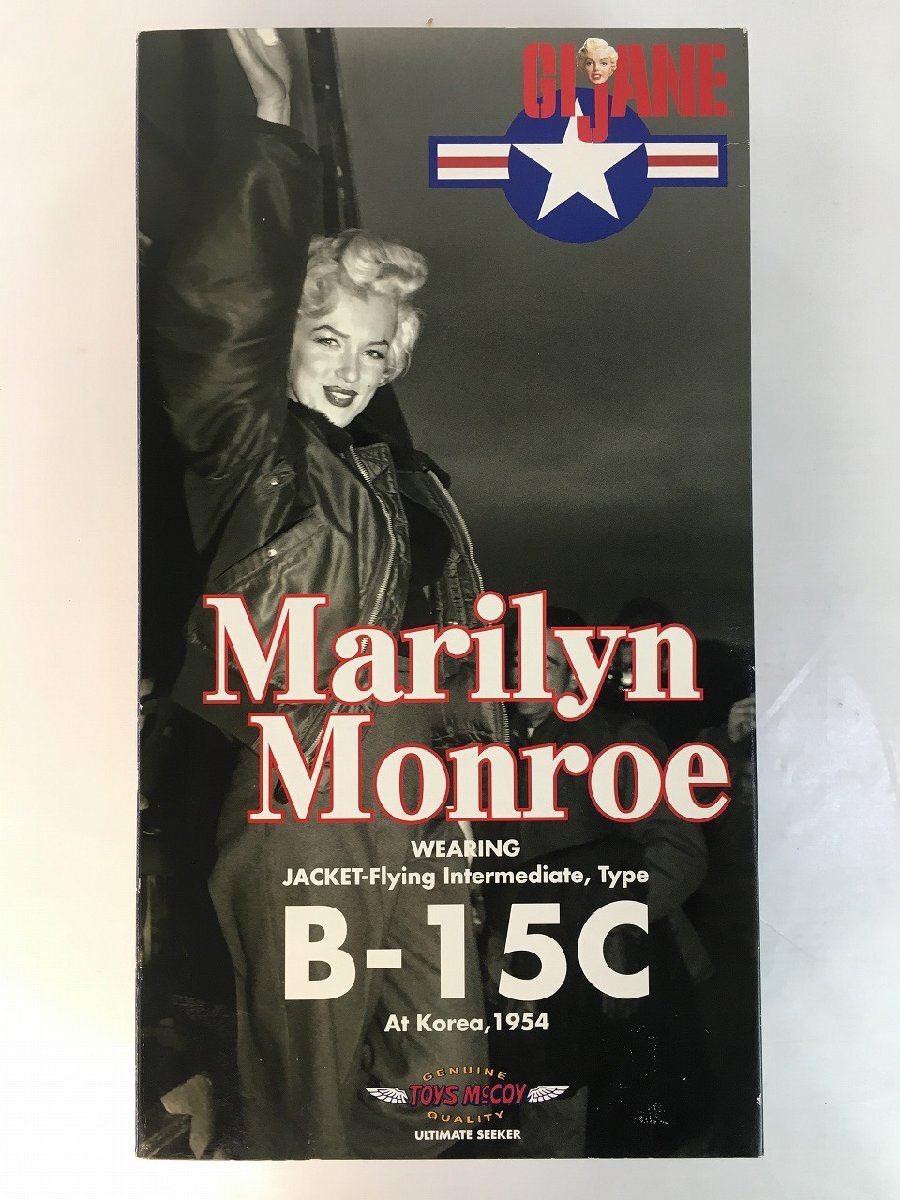 GI JANE
Marilyn
Monroe
WEARING
JACKET-Flying Intermediate, Type
B-15C
At Korea,1954
GENUINE
TOYS McCOY
QUALITY
ULTIMATE SEEKER